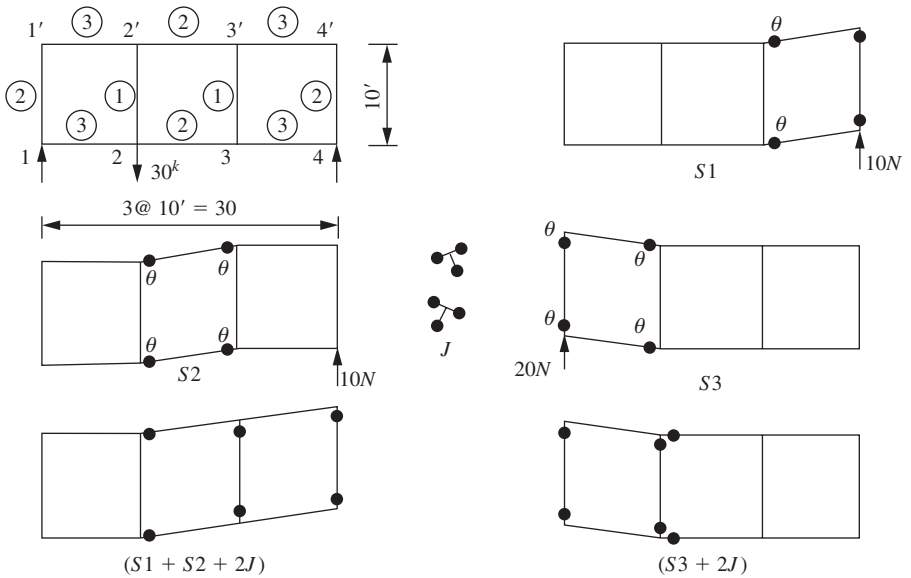 3 2 3
1′ 2′ 3′ 4′
2 1 1 2
3 2 3
10′
1 2 3 4
30k
3@ 10′ = 30
θ
θ
S1
10N
θ θ
θ θ
S2
10N
J
θ θ
θ θ
20N
S3
(S1 + S2 + 2J)
(S3 + 2J)